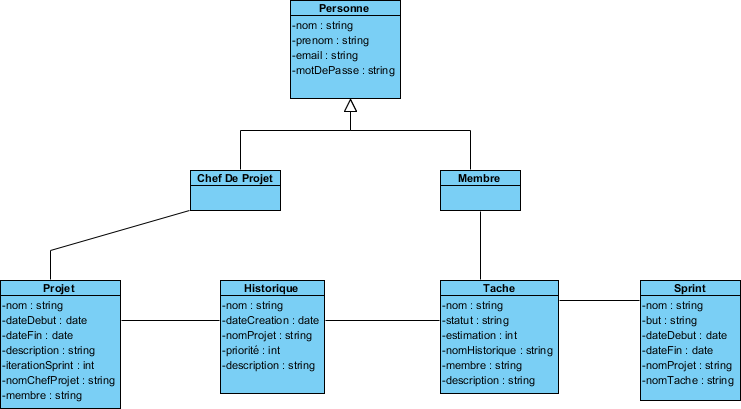 Personne
-nom : string
-prenom : string
-email : string
-motDePasse : string
Chef De Projet
Membre
Projet
-nom : string
-dateDebut : date
-dateFin : date
-description : string
-iterationSprint : int
-nomChefProjet : string
-membre : string
Historique
-nom : string
-dateCreation : date
-nomProjet : string
-priorité : int
-description : string
Tache
-nom : string
-statut : string
-estimation : int
-nomHistorique : string
-membre : string
-description : string
Sprint
-nom : string
-but : string
-dateDebut : date
-dateFin : date
-nomProjet : string
-nomTache : string